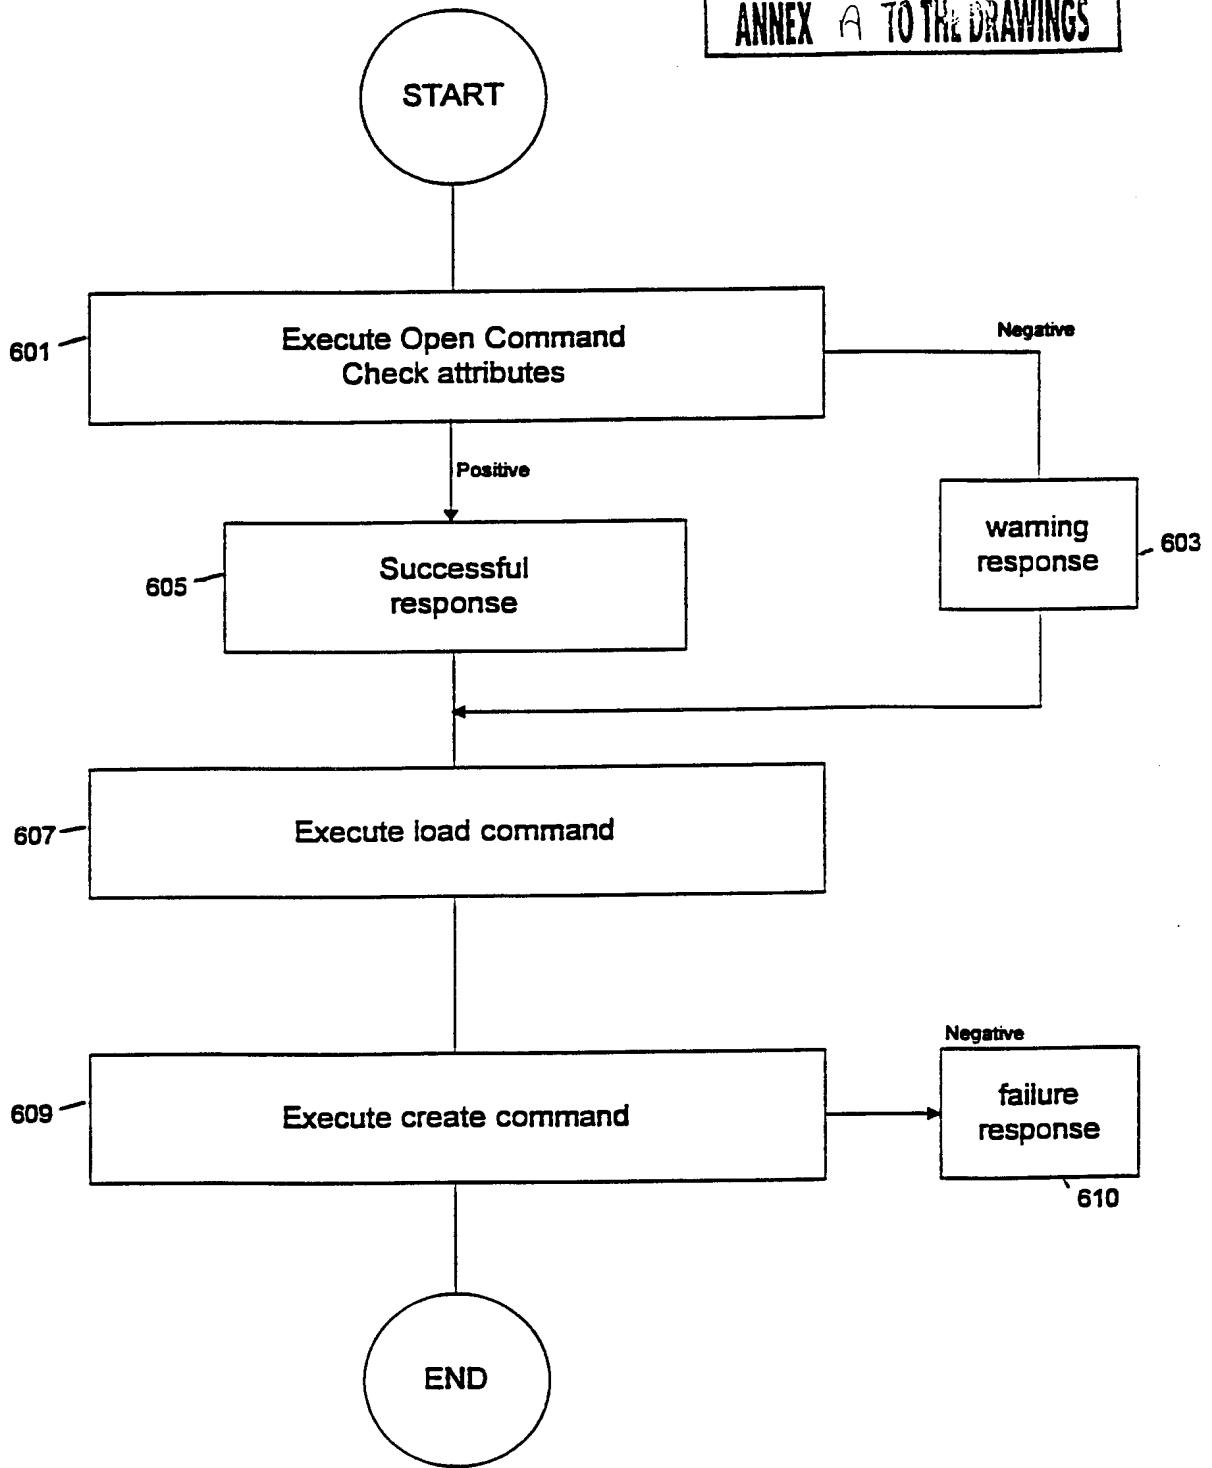 ANNEX A TO THE DRAWINGS
START
601
Execute Open Command
Check attributes
Negative
Positive
605
Successful
response
warning
response
603
607
Execute load command
609
Execute create command
Negative
failure
response
610
END